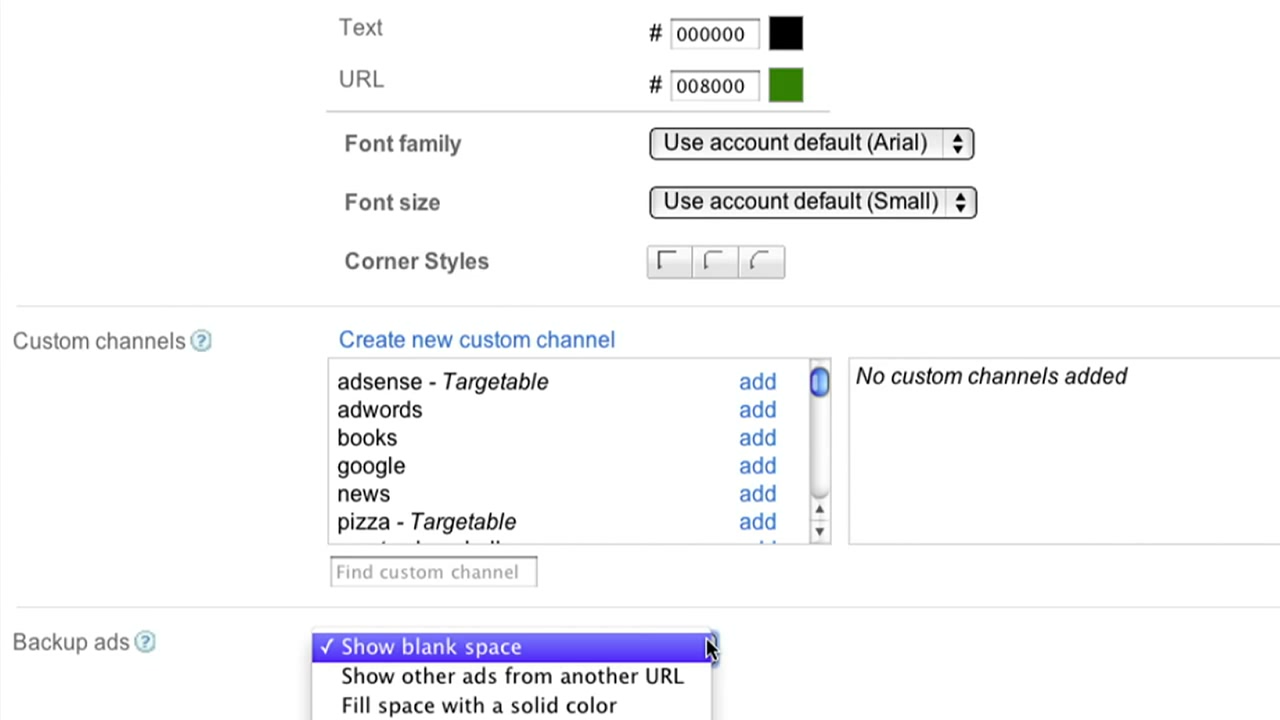 Text # 000000
URL # 008000
Font family Use account default (Arial)
Font size Use account default (Small)
Corner Styles
Custom channels ? Create new custom channel
adsense - Targetable add No custom channels added
adwords add
books add
google add
news add
pizza - Targetable add
Find custom channel
Backup ads ? ✓ Show blank space
Show other ads from another URL
Fill space with a solid color